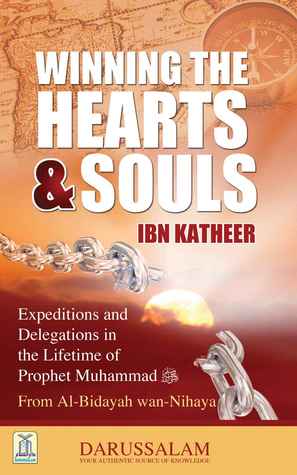 WINNING THE
HEARTS
& SOULS
IBN KATHEER
Expeditions and
Delegations in
the Lifetime of
Prophet Muhammad ﷺ
From Al-Bidayah wan-Nihaya
DARUSSALAM
YOUR AUTHENTIC SOURCE OF KNOWLEDGE